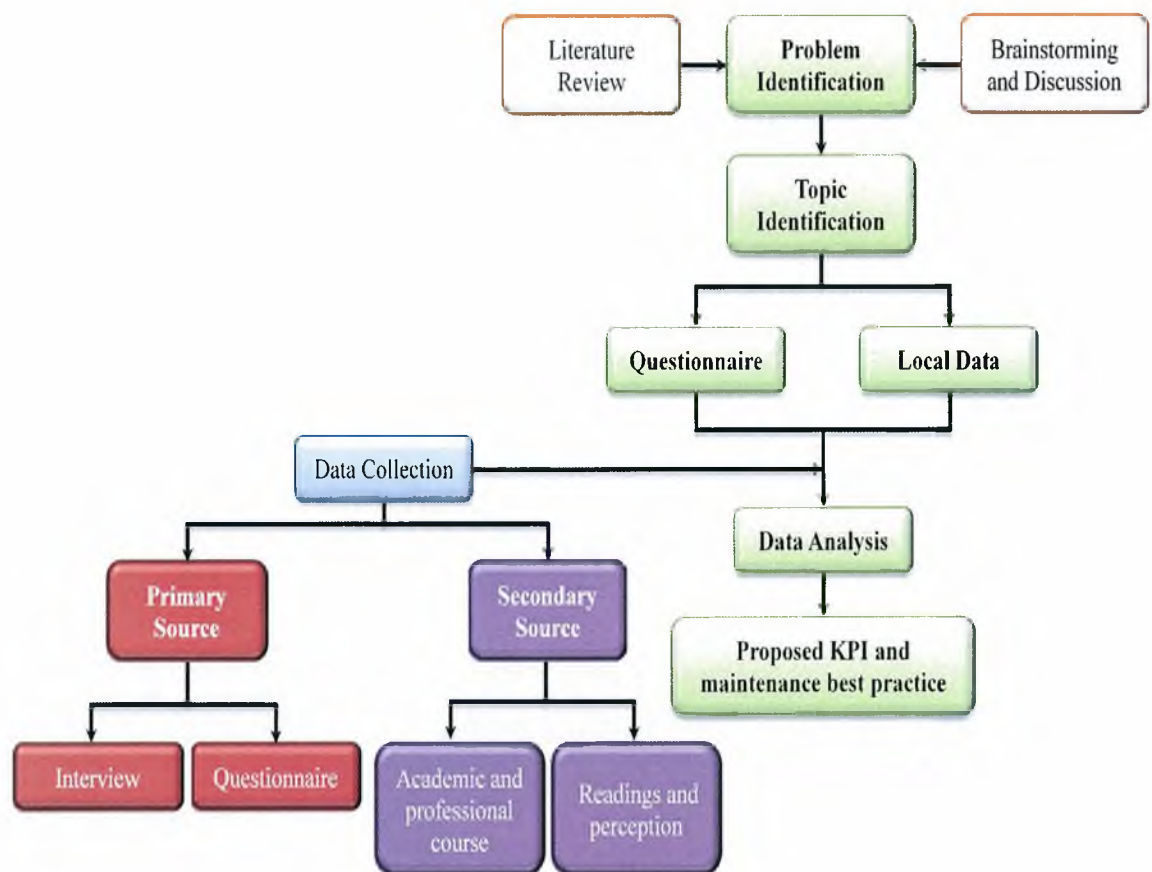 Literature
Review
Problem
Identification
Brainstorming
and Discussion
Topic
Identification
Questionnaire
Local Data
Data Collection
Data Analysis
Primary
Source
Secondary
Source
Proposed KPI and
maintenance best practice
Interview
Questionnaire
Academic and
professional
course
Readings and
perception